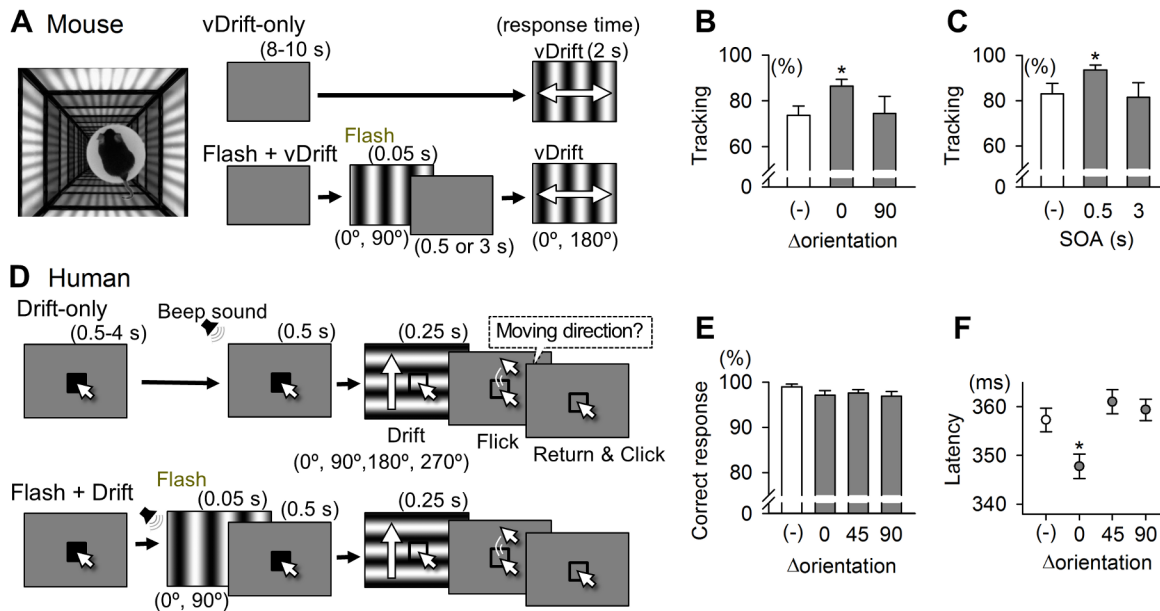 A Mouse
vDrift-only
(8-10 s)
(response time)
vDrift (2 s)
Flash + vDrift
Flash
(0.05 s)
(0º, 90º)
(0.5 or 3 s)
vDrift
(0º, 180º)
B
Tracking
(%)
100
80
60
0
*
(-) 0 90
Δorientation
C
Tracking
(%)
100
80
60
0
*
(-) 0.5 3
SOA (s)
D Human
Drift-only
(0.5-4 s)
Beep sound
(0.5 s)
(0.25 s)
Moving direction?
Drift
(0º, 90º,180º, 270º)
Flick
Return & Click
Flash + Drift
Flash
(0.05 s)
(0.5 s)
(0º, 90º)
(0.25 s)
E
Correct response
(%)
100
95
90
0
(-) 0 45 90
Δorientation
F
Latency
(ms)
360
340
*
(-) 0 45 90
Δorientation